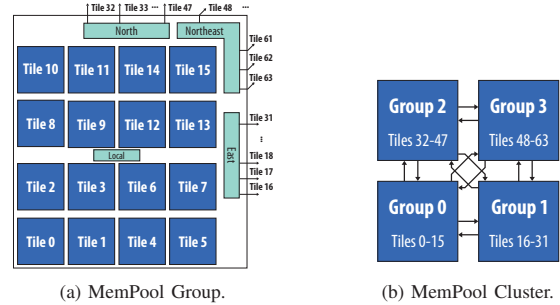 Tile 32 Tile 33 ... Tile 47 Tile 48 ...
North Northeast
Tile 61
Tile 62
Tile 63
Tile 10 Tile 11 Tile 14 Tile 15
Tile 8 Tile 9 Tile 12 Tile 13
Local
East
Tile 31
...
Tile 18
Tile 17
Tile 16
Tile 2 Tile 3 Tile 6 Tile 7
Tile 0 Tile 1 Tile 4 Tile 5
(a) MemPool Group.
Group 2 Group 3
Tiles 32-47 Tiles 48-63
Group 0 Group 1
Tiles 0-15 Tiles 16-31
(b) MemPool Cluster.